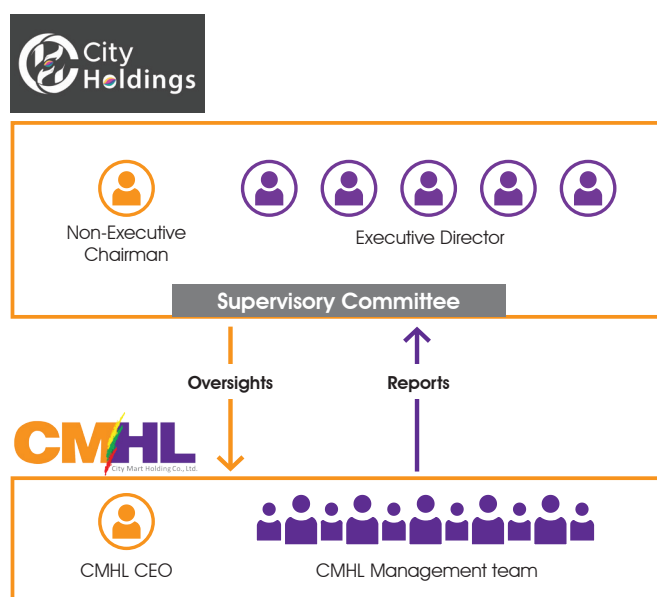 City
Holdings
Non-Executive
Chairman
Executive Director
Supervisory Committee
Oversights
Reports
CMHL
City Mart Holding Co., Ltd.
CMHL CEO
CMHL Management team